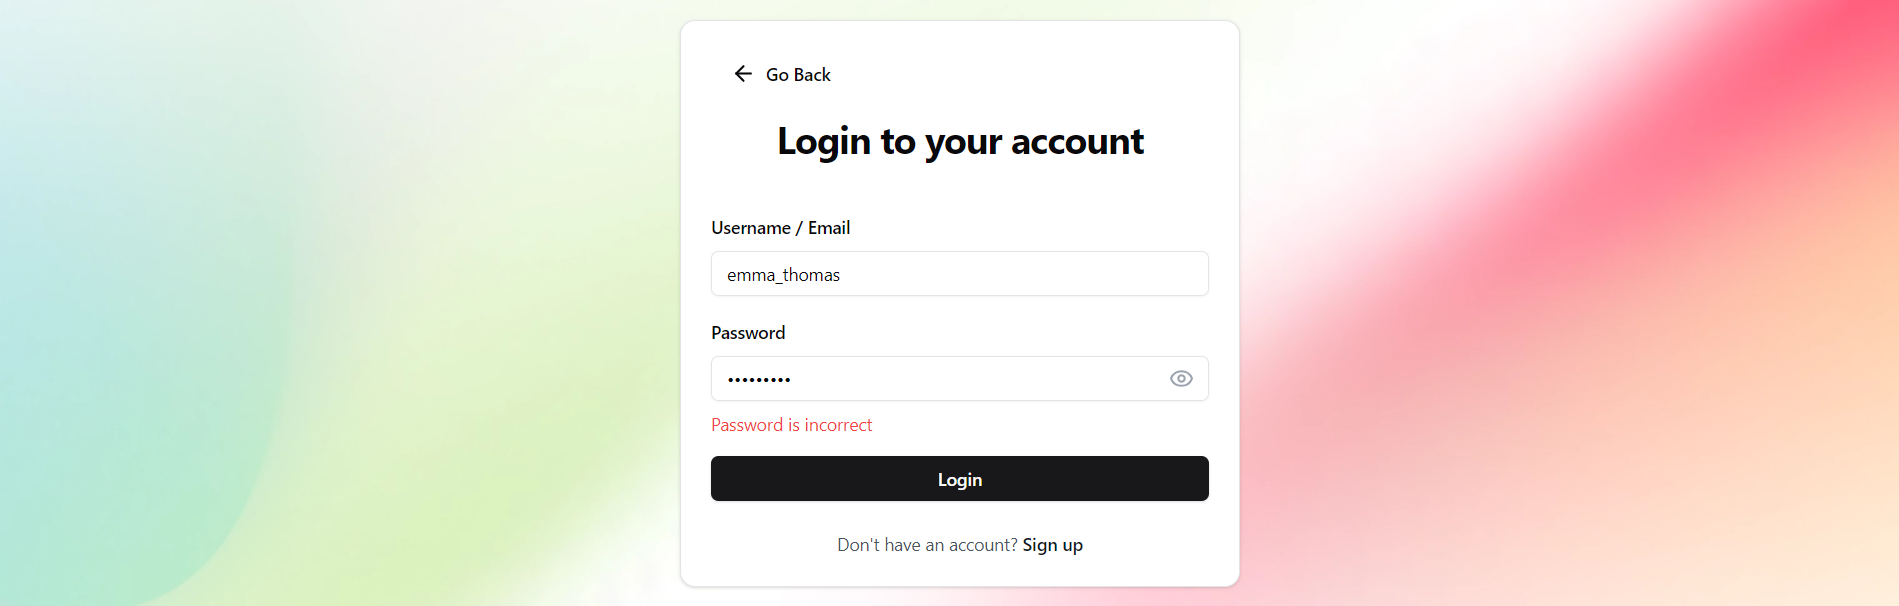 Go Back
Login to your account
Username / Email
emma_thomas
Password
•••••••••
Password is incorrect
Login
Don't have an account? Sign up